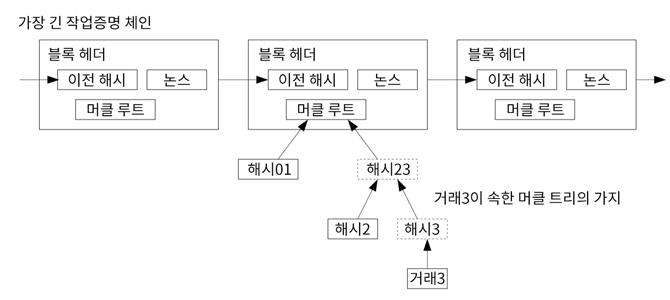 가장 긴 작업증명 체인
블록 헤더 블록 헤더 블록 헤더
이전 해시 논스 이전 해시 논스 이전 해시 논스
머클 루트 머클 루트 머클 루트
해시01 해시23
거래3이 속한 머클 트리의 가지
해시2 해시3
거래3